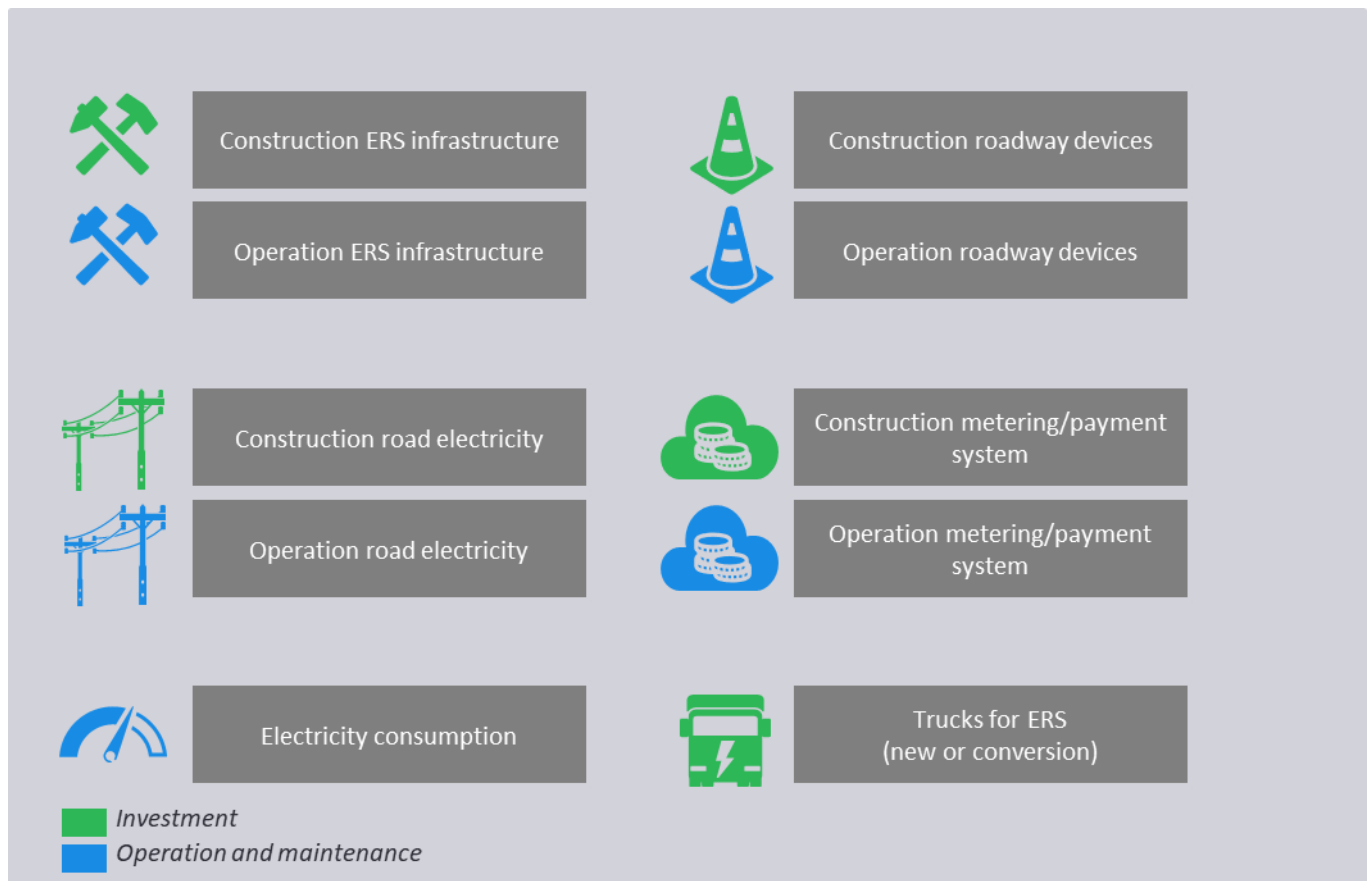 Construction ERS infrastructure
Construction roadway devices
Operation ERS infrastructure
Operation roadway devices
Construction road electricity
Construction metering/payment
system
Operation road electricity
Operation metering/payment
system
Electricity consumption
Trucks for ERS
(new or conversion)
Investment
Operation and maintenance